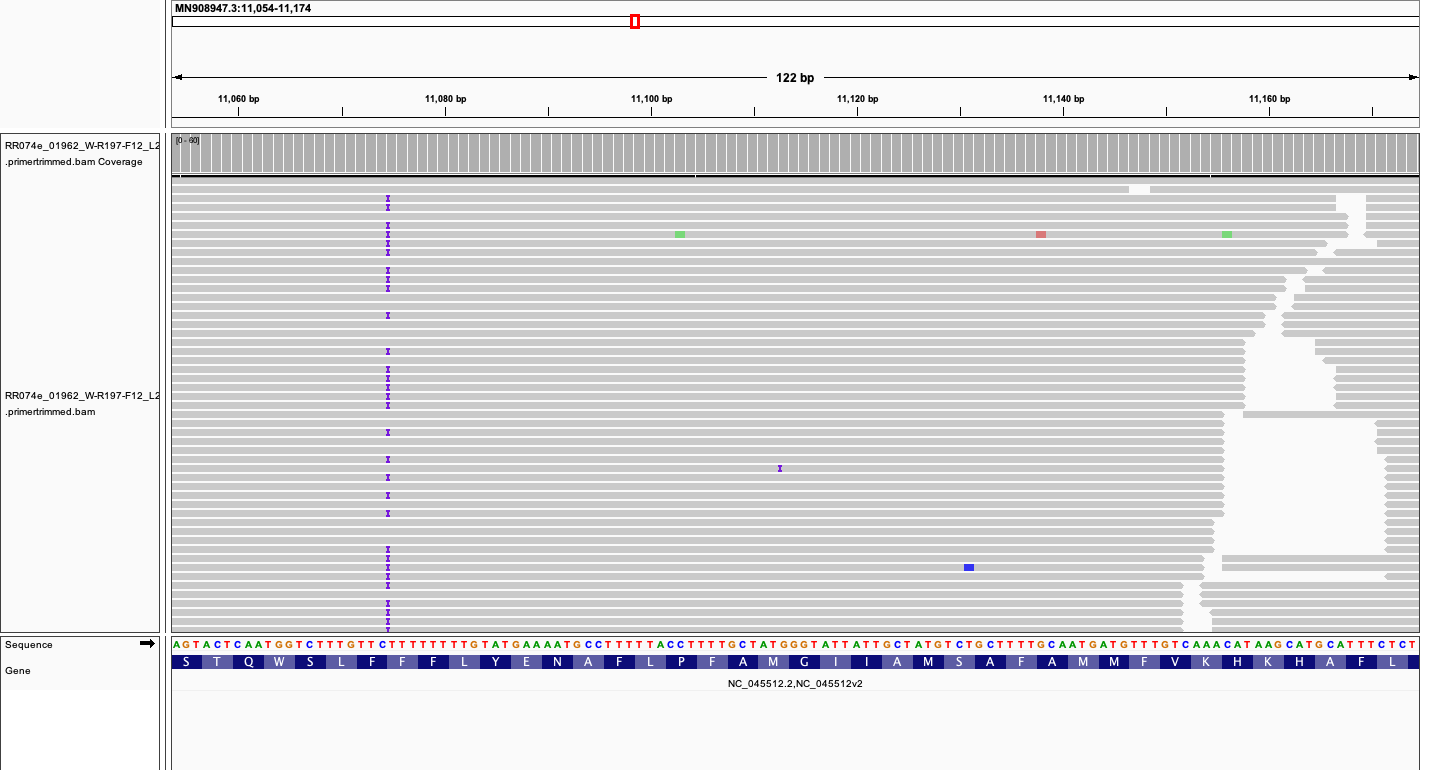 MN908947.3:11,054-11,174
122 bp
11,060 bp 11,080 bp 11,100 bp 11,120 bp 11,140 bp 11,160 bp
RR074e_01962_W-R197-F12_L2
.primertrimmed.bam Coverage
[0 - 60]
RR074e_01962_W-R197-F12_L2
.primertrimmed.bam
Sequence
AGTACTCAATGGTCTTTGTTCTTTTTTTTGTATGAAAATGCCTTTTTACCTTTTGCTATGGGTATTATTGCTATGTCTGCTTTTGCAATGATGTTTGTCAAACATAAGCATGCATTTCTCT
Gene
S T Q W S L F F F L Y E N A F L P F A M G I I A M S A F A M M F V K H K H A F L
NC_045512.2,NC_045512v2